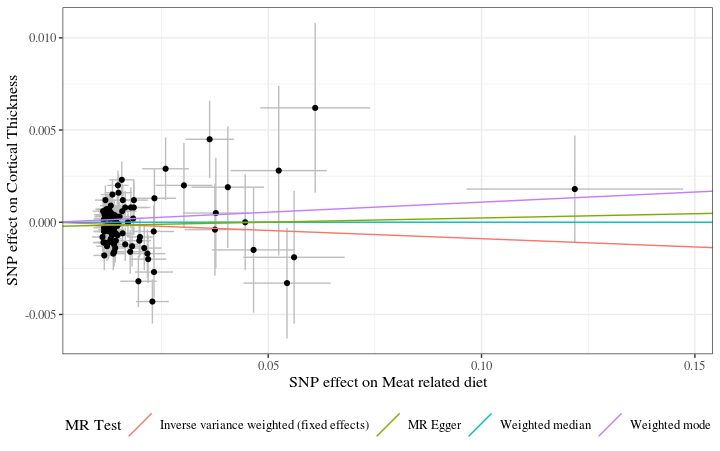 SNP effect on Cortical Thickness
0.010
0.005
0.000
-0.005
0.05
0.10
0.15
SNP effect on Meat related diet
MR Test
Inverse variance weighted (fixed effects)
MR Egger
Weighted median
Weighted mode